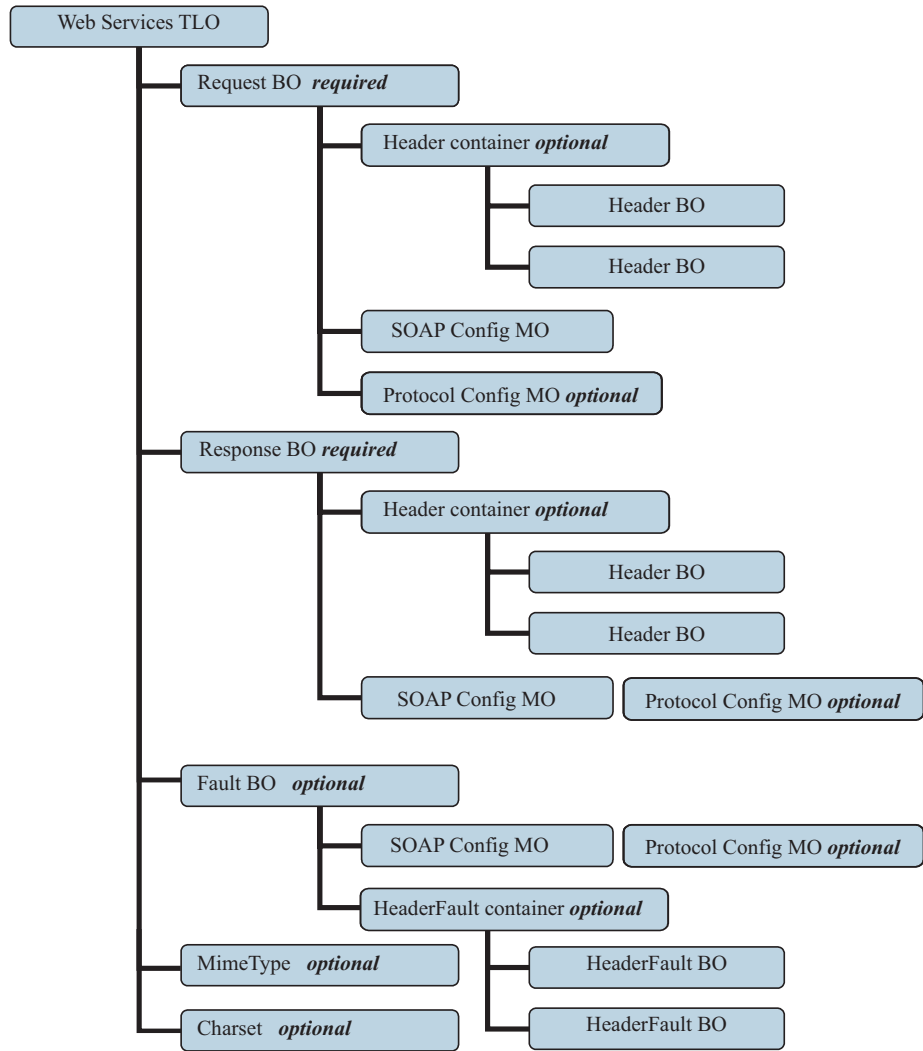 Web Services TLO
Request BO required
Header container optional
Header BO
Header BO
SOAP Config MO
Protocol Config MO optional
Response BO required
Header container optional
Header BO
Header BO
SOAP Config MO
Protocol Config MO optional
Fault BO optional
SOAP Config MO
Protocol Config MO optional
HeaderFault container optional
MimeType optional
HeaderFault BO
Charset optional
HeaderFault BO